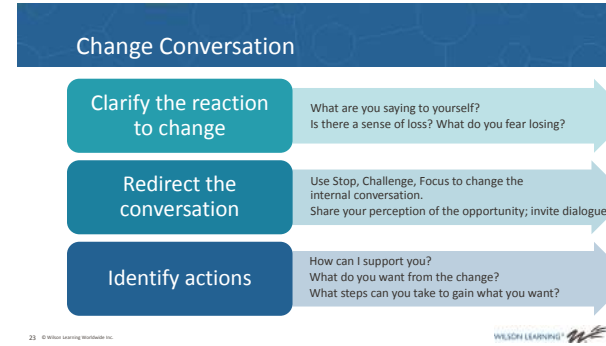 Change Conversation
Clarify the reaction
to change
What are you saying to yourself?
Is there a sense of loss? What do you fear losing?
Redirect the
conversation
Use Stop, Challenge, Focus to change the
internal conversation.
Share your perception of the opportunity; invite dialogue
Identify actions
How can I support you?
What do you want from the change?
What steps can you take to gain what you want?
23 © Wilson Learning Worldwide Inc.
WILSON LEARNING®